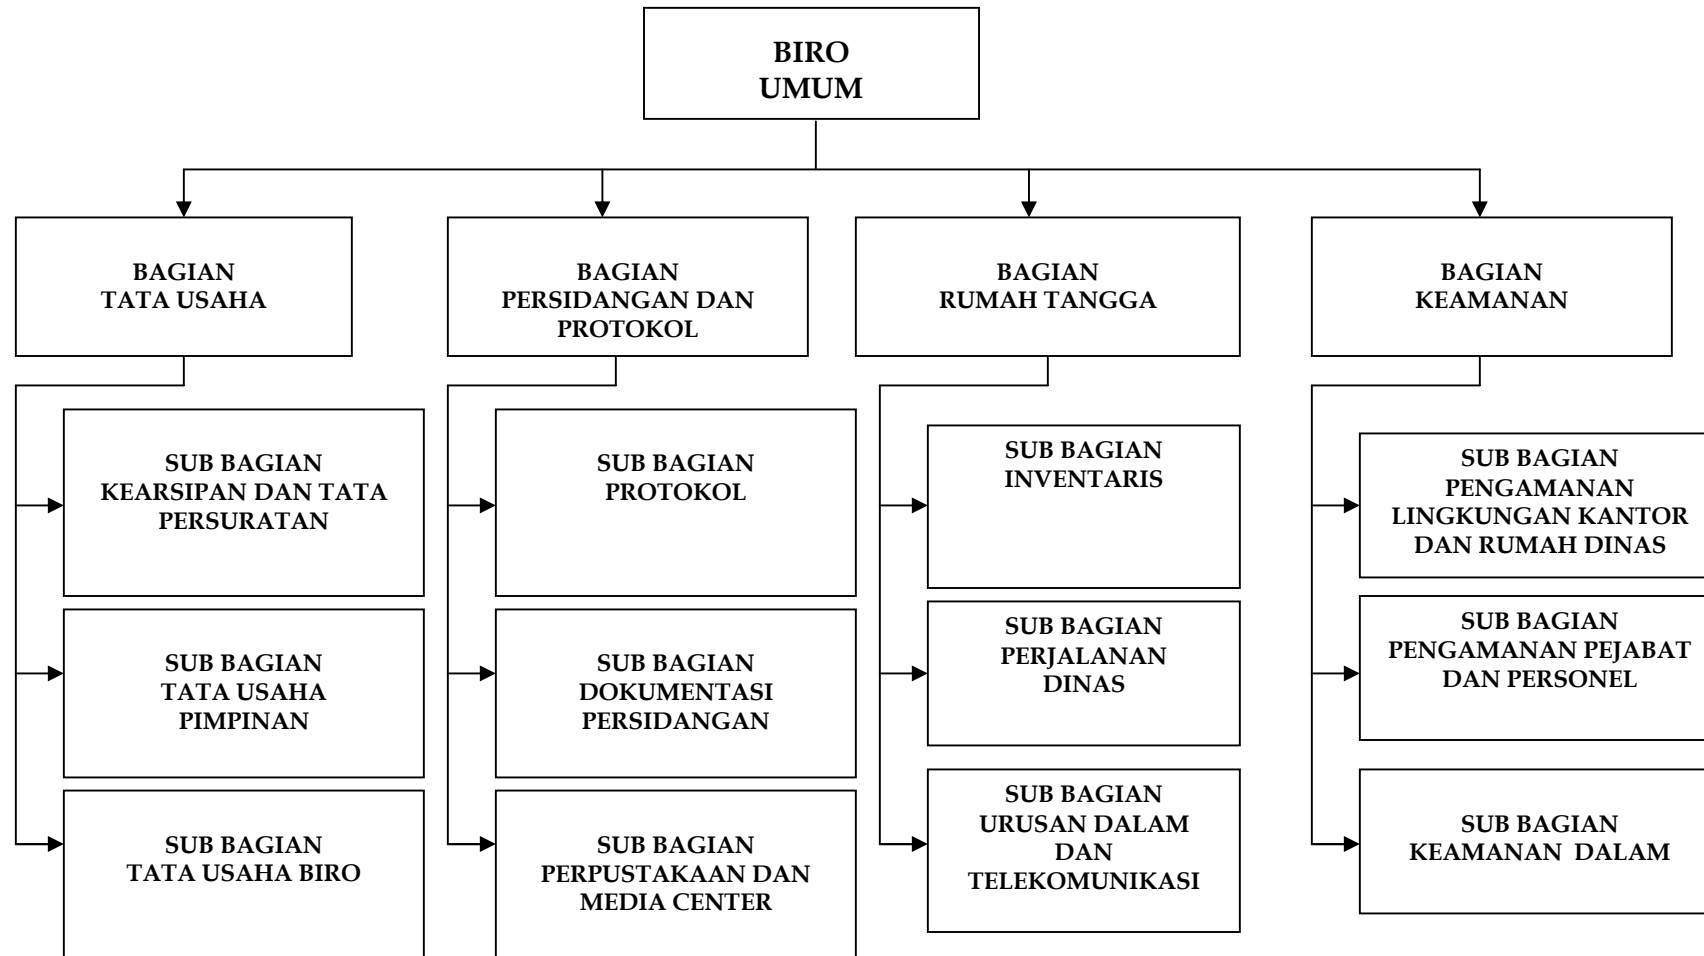 BIRO
UMUM
BAGIAN
TATA USAHA
BAGIAN
PERSIDANGAN DAN
PROTOKOL
BAGIAN
RUMAH TANGGA
BAGIAN
KEAMANAN
SUB BAGIAN
KEARSIPAN DAN TATA
PERSURATAN
SUB BAGIAN
TATA USAHA
PIMPINAN
SUB BAGIAN
TATA USAHA BIRO
SUB BAGIAN
PROTOKOL
SUB BAGIAN
DOKUMENTASI
PERSIDANGAN
SUB BAGIAN
PERPUSTAKAAN DAN
MEDIA CENTER
SUB BAGIAN
INVENTARIS
SUB BAGIAN
PERJALANAN
DINAS
SUB BAGIAN
URUSAN DALAM
DAN
TELEKOMUNIKASI
SUB BAGIAN
PENGAMANAN
LINGKUNGAN KANTOR
DAN RUMAH DINAS
SUB BAGIAN
PENGAMANAN PEJABAT
DAN PERSONEL
SUB BAGIAN
KEAMANAN  DALAM